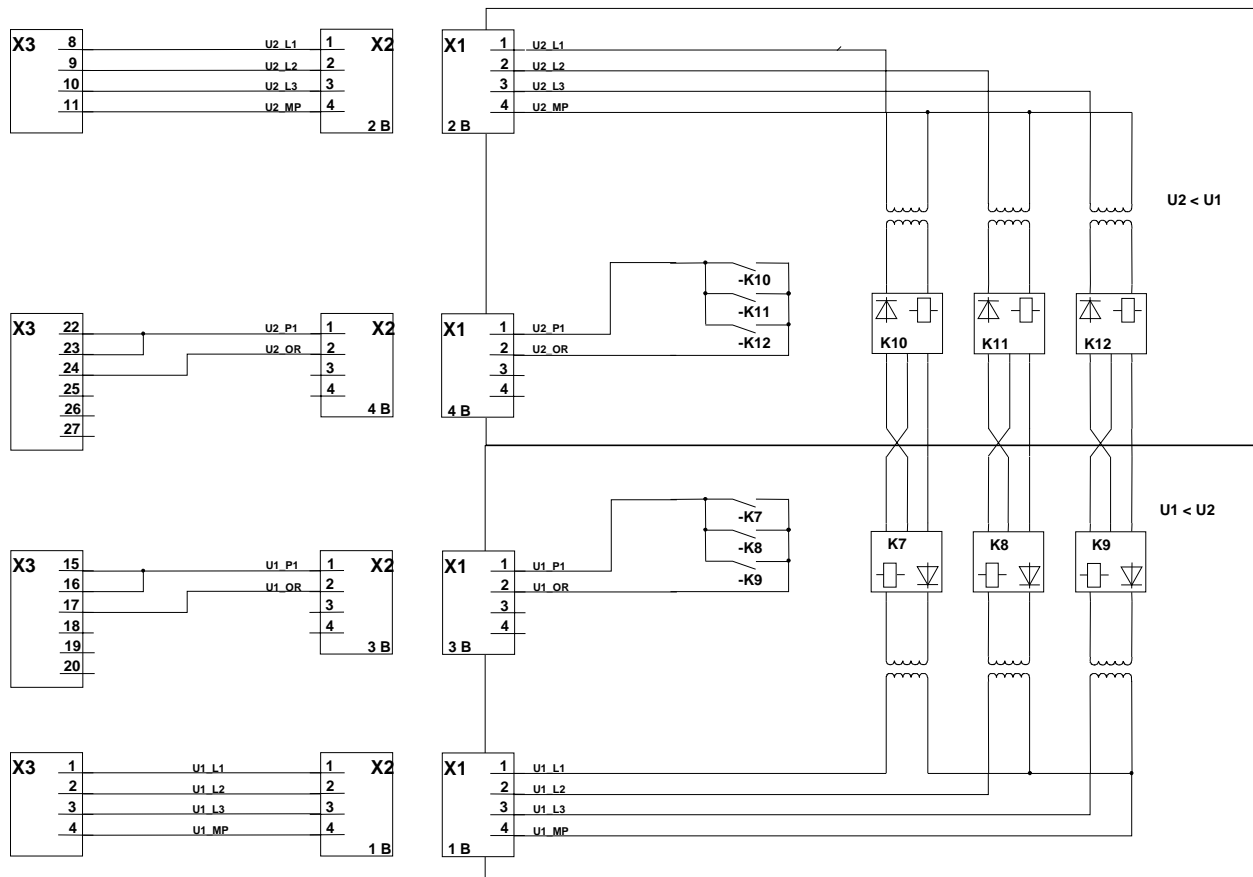 X3 8 U2_L1 1 X2 X1 1 U2_L1
9 U2_L2 2 2 U2_L2
10 U2_L3 3 3 U2_L3
11 U2_MP 4 4 U2_MP
2 B 2 B
U2 < U1
-K10
-K11
-K12
X3 22 U2_P1 1 X2 X1 1 U2_P1
23
24 U2_OR 2 2 U2_OR
25 3 3
26 4 4
27
4 B 4 B
K10 K11 K12
U1 < U2
-K7
-K8
-K9
K7 K8 K9
X3 15 U1_P1 1 X2 X1 1 U1_P1
16
17 U1_OR 2 2 U1_OR
18 3 3
19 4 4
20
3 B 3 B
X3 1 U1_L1 1 X2 X1 1 U1_L1
2 U1_L2 2 2 U1_L2
3 U1_L3 3 3 U1_L3
4 U1_MP 4 4 U1_MP
1 B 1 B